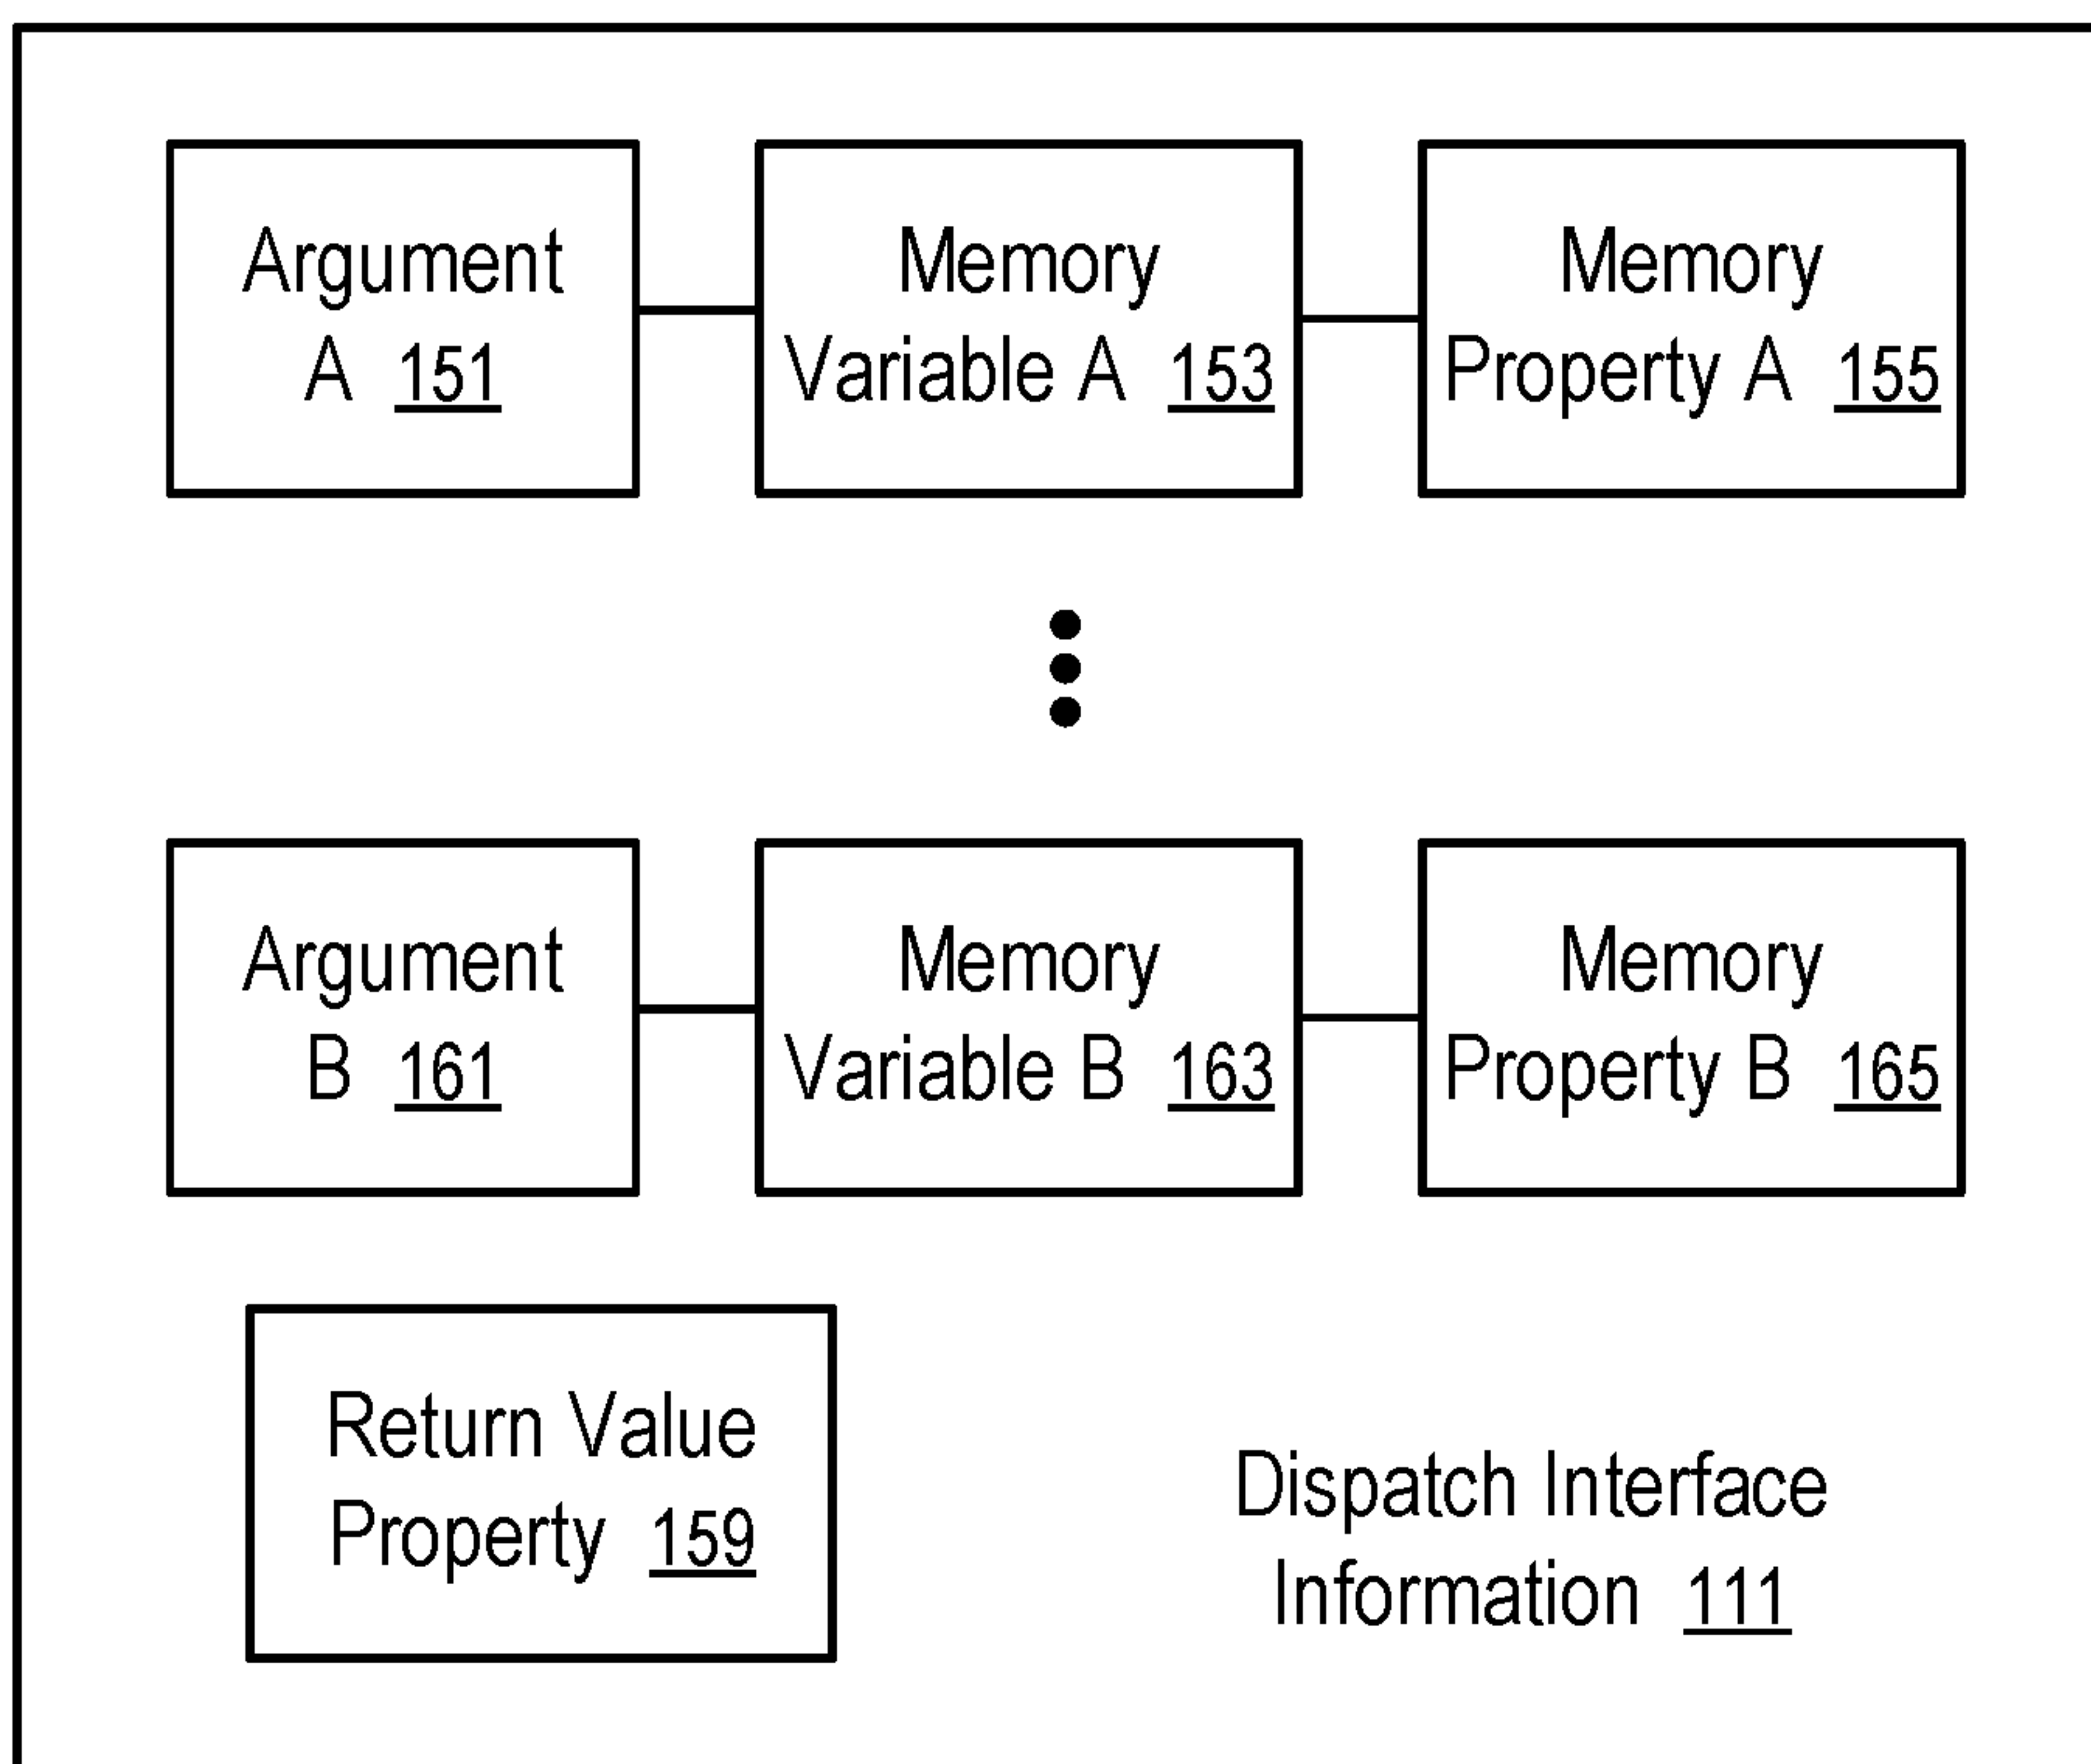 Argument
A 151
Memory
Variable A 153
Memory
Property A 155
Argument
B 161
Memory
Variable B 163
Memory
Property B 165
Return Value
Property 159
Dispatch Interface
Information 111